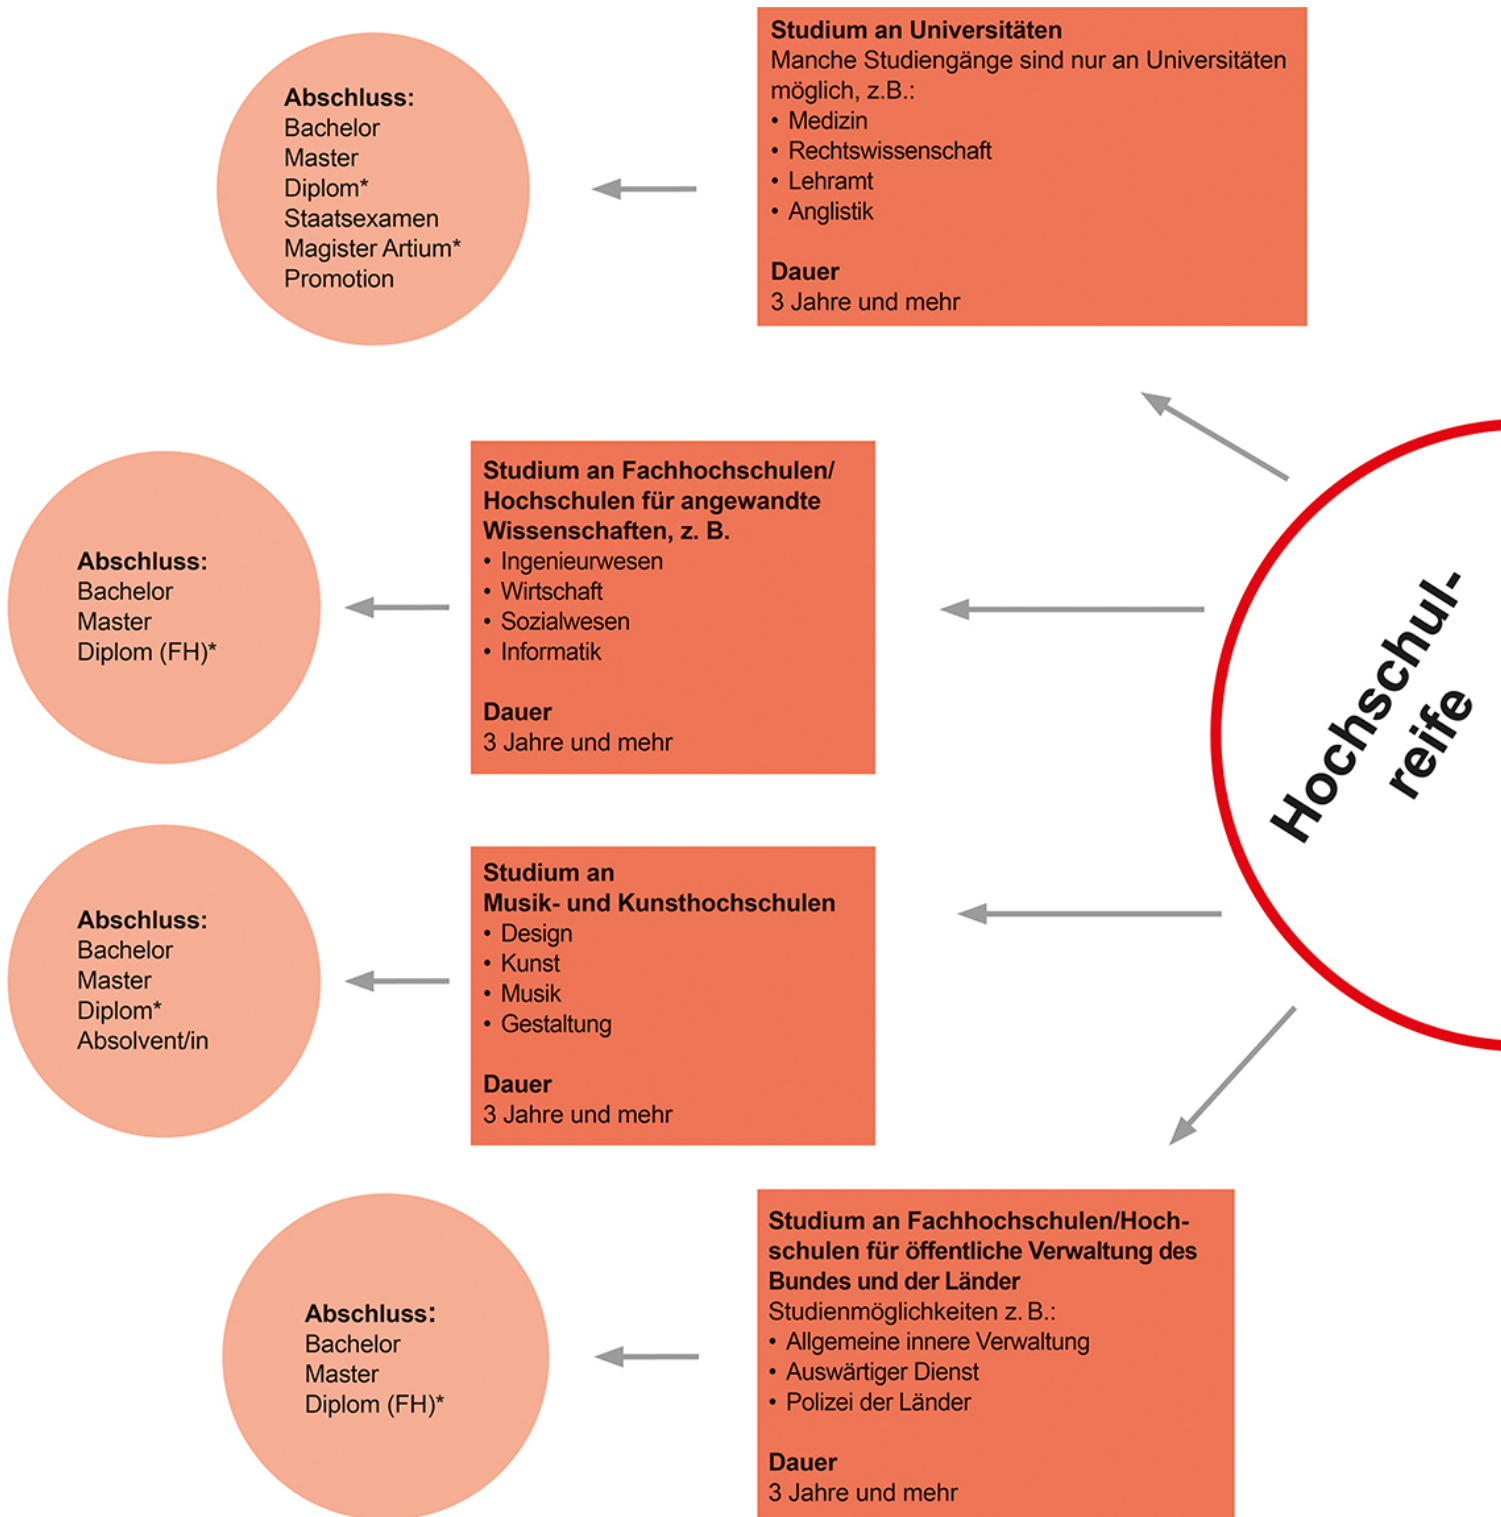 Studium an Universitäten
Manche Studiengänge sind nur an Universitäten
möglich, z.B.:
• Medizin
• Rechtswissenschaft
• Lehramt
• Anglistik
Dauer
3 Jahre und mehr
Abschluss:
Bachelor
Master
Diplom*
Staatsexamen
Magister Artium*
Promotion
Hochschul-
reife
Studium an Fachhochschulen/
Hochschulen für angewandte
Wissenschaften, z. B.
• Ingenieurwesen
• Wirtschaft
• Sozialwesen
• Informatik
Dauer
3 Jahre und mehr
Abschluss:
Bachelor
Master
Diplom (FH)*
Studium an
Musik- und Kunsthochschulen
• Design
• Kunst
• Musik
• Gestaltung
Dauer
3 Jahre und mehr
Abschluss:
Bachelor
Master
Diplom*
Absolvent/in
Studium an Fachhochschulen/Hoch-
schulen für öffentliche Verwaltung des
Bundes und der Länder
Studienmöglichkeiten z. B.:
• Allgemeine innere Verwaltung
• Auswärtiger Dienst
• Polizei der Länder
Dauer
3 Jahre und mehr
Abschluss:
Bachelor
Master
Diplom (FH)*